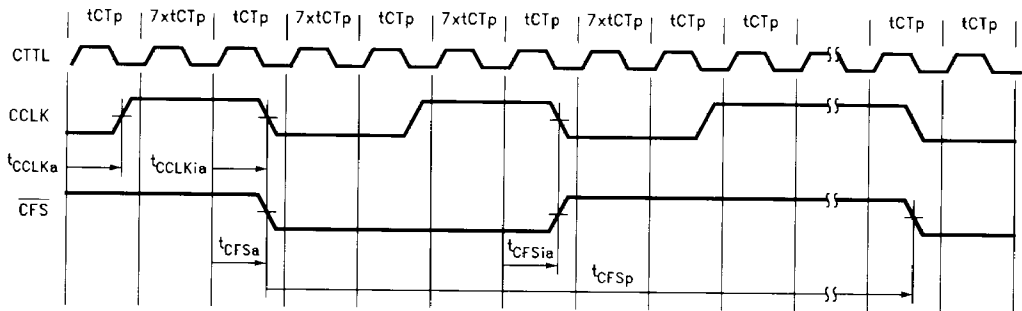 tCTp 7xtCTp tCTp 7xtCTp tCTp 7xtCTp tCTp 7xtCTp tCTp tCTp tCTp tCTp
CTTL
CCLK
tCCLKa tCCLKia
CFS
tCFSa tCFSia
tCFSp